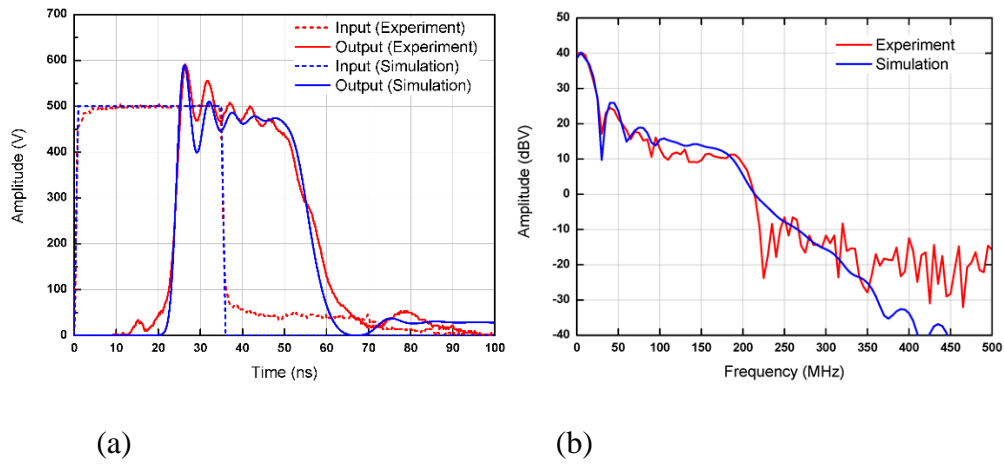 Input (Experiment)
Output (Experiment)
Input (Simulation)
Output (Simulation)
700
600
500
400
300
200
100
0
Amplitude (V)
0 10 20 30 40 50 60 70 80 90 100
Time (ns)
Experiment
Simulation
50
40
30
20
10
0
-10
-20
-30
-40
Amplitude (dBV)
0 50 100 150 200 250 300 350 400 450 500
Frequency (MHz)
(a) (b)